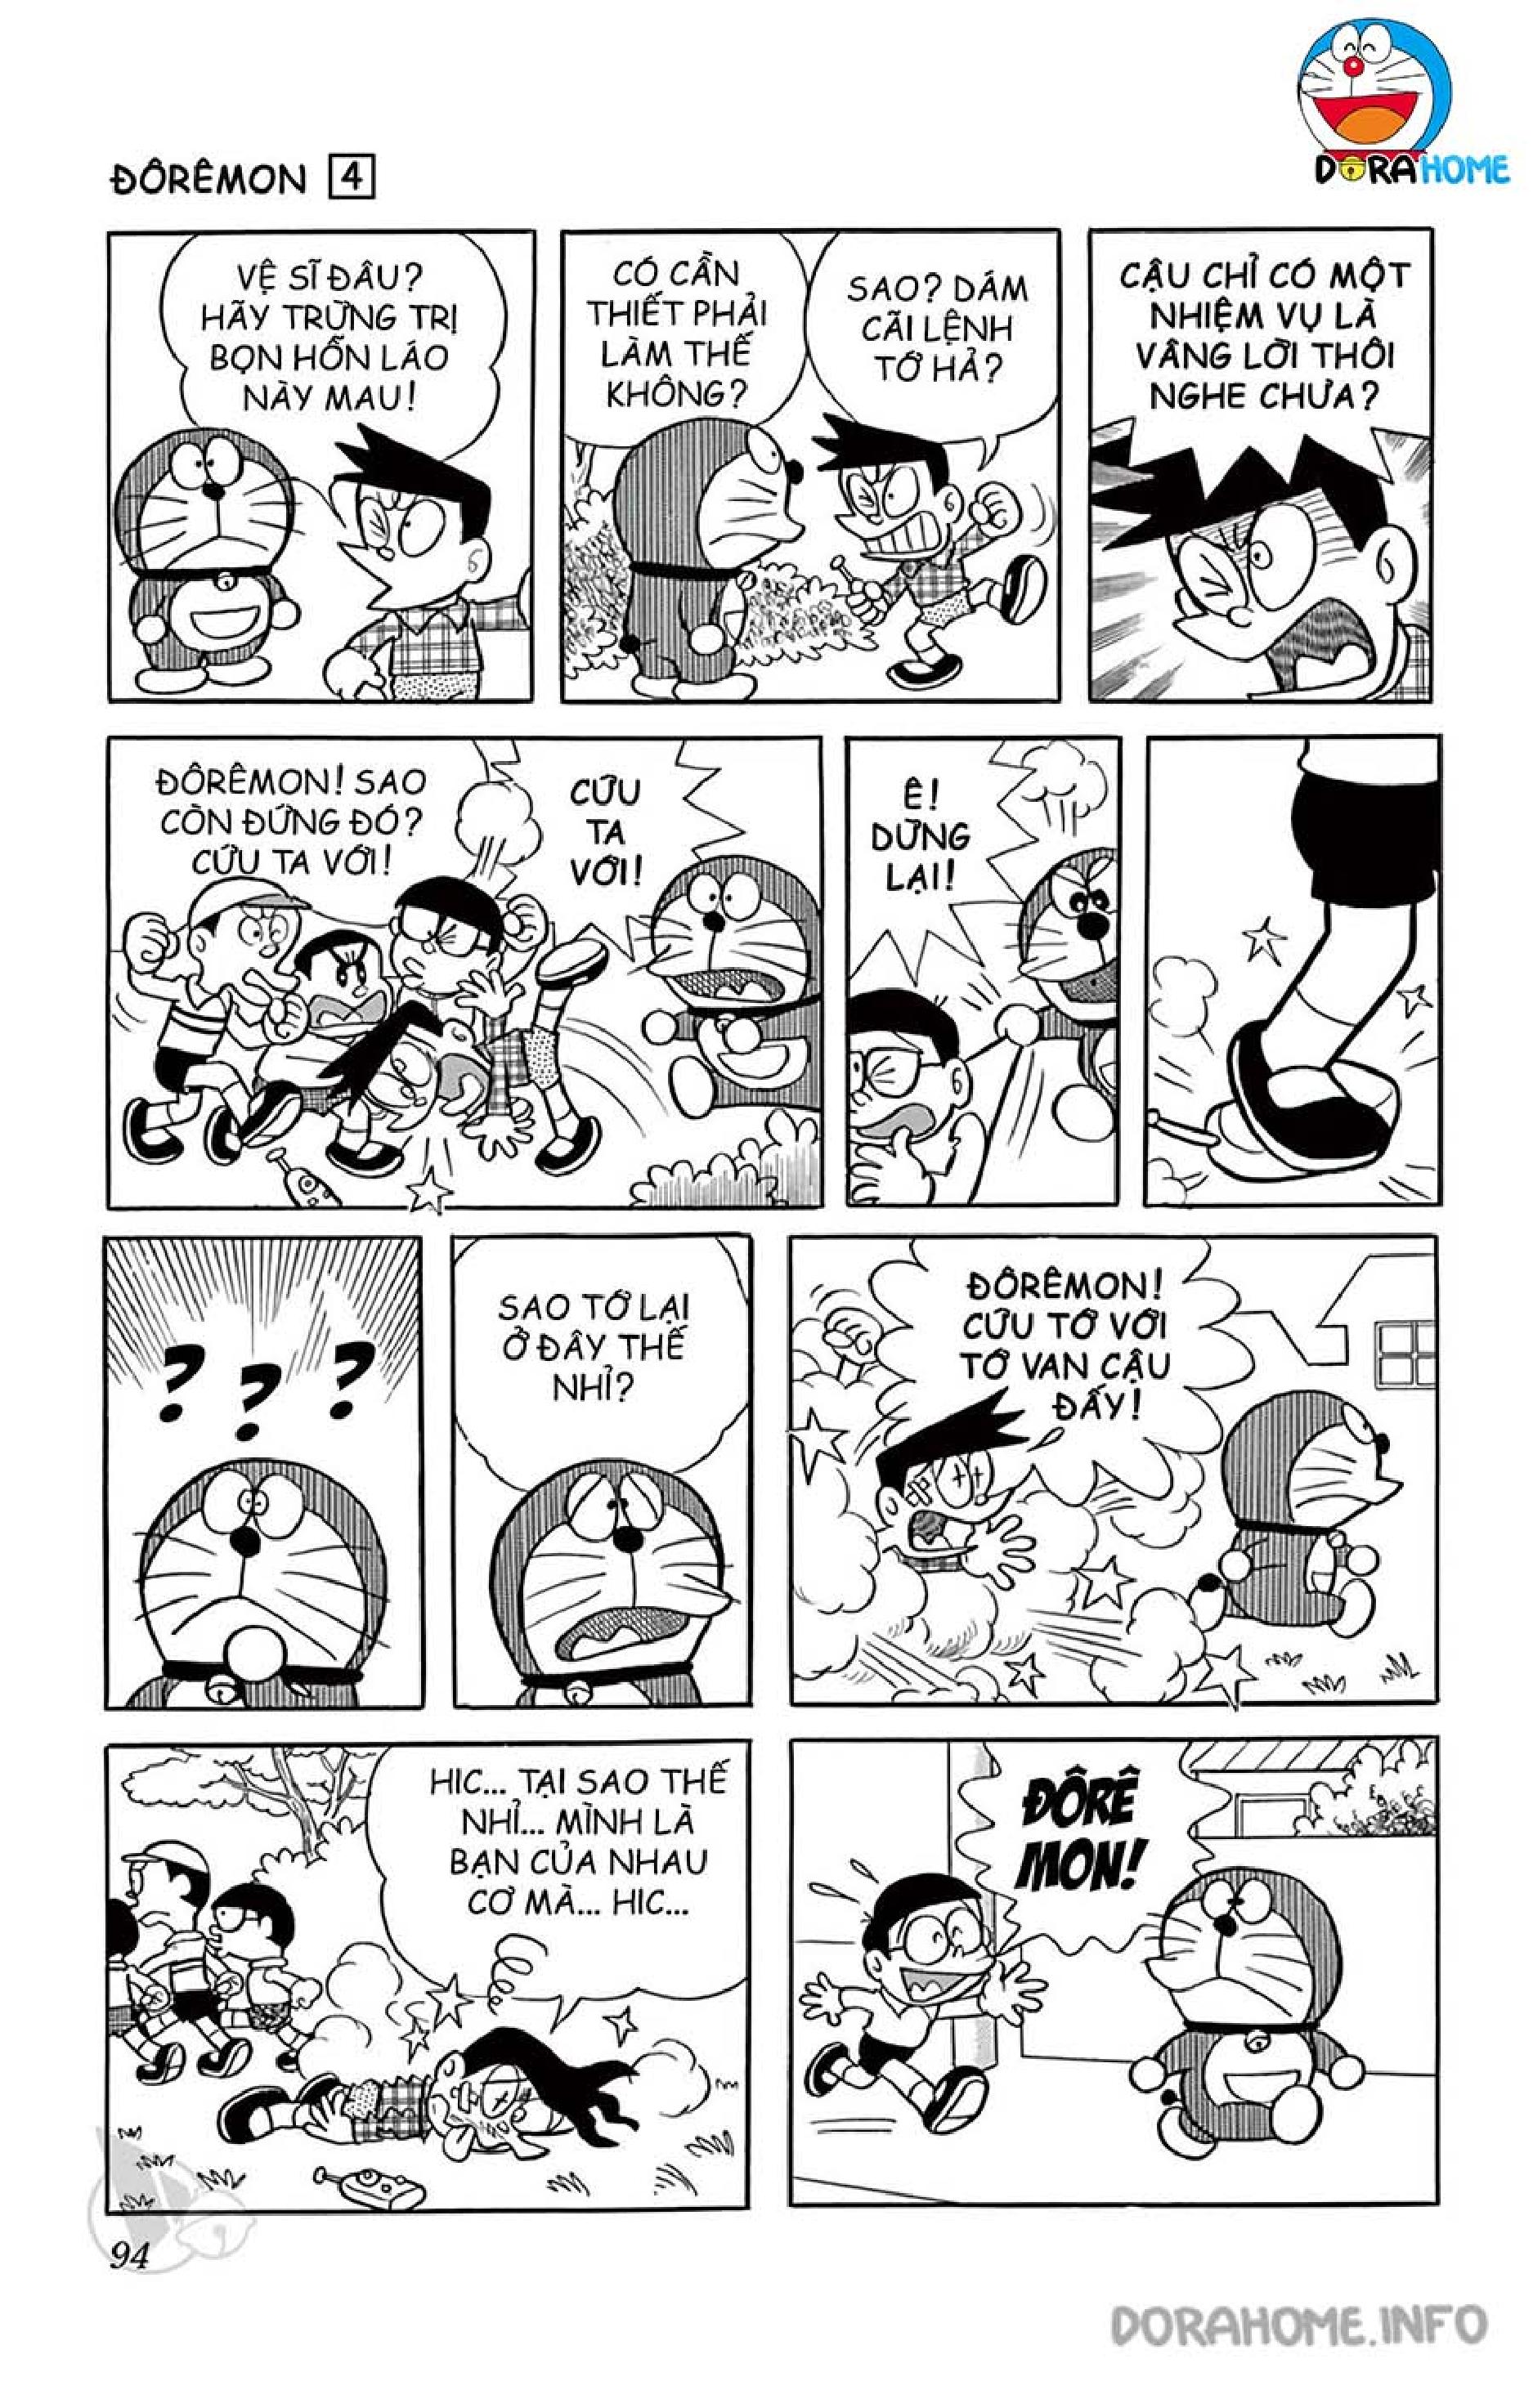 DORAHOME
ĐÔRÊMON 4
VỆ SĨ ĐÂU?
HÃY TRỪNG TRỊ
BỌN HỖN LÁO
NÀY MAU!
CÓ CẦN
THIẾT PHẢI
LÀM THẾ
KHÔNG?
SAO? DÁM
CÃI LỆNH
TỚ HẢ?
CẬU CHỈ CÓ MỘT
NHIỆM VỤ LÀ
VÂNG LỜI THÔI
NGHE CHƯA?
ĐÔRÊMON! SAO
CÒN ĐỨNG ĐÓ?
CỨU TA VỚI!
CỨU
TA
VỚI!
Ê!
DỪNG
LẠI!
? ? ?
SAO TỚ LẠI
Ở ĐÂY THẾ
NHỈ?
ĐÔRÊMON!
CỨU TỚ VỚI
TỚ VAN CẬU
ĐẤY!
HIC... TẠI SAO THẾ
NHỈ... MÌNH LÀ
BẠN CỦA NHAU
CƠ MÀ... HIC...
ĐÔRÊ
MON!
94
DORAHOME.INFO